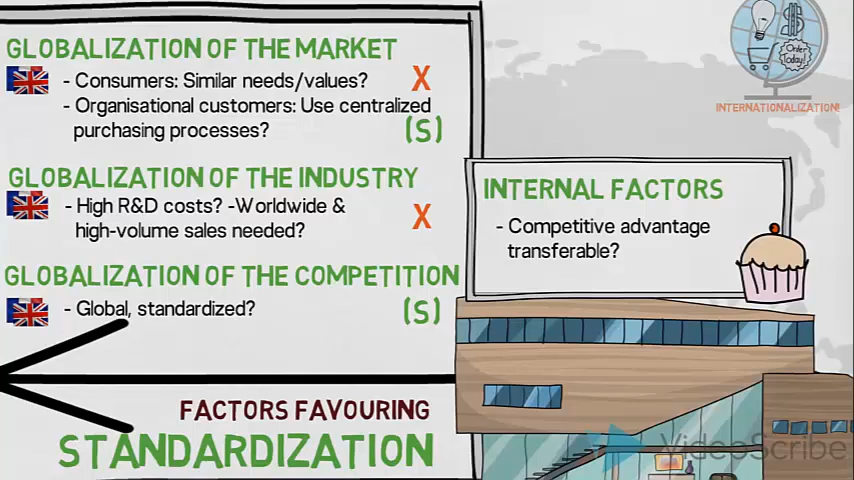 GLOBALIZATION OF THE MARKET
- Consumers: Similar needs/values? X
- Organisational customers: Use centralized
purchasing processes? (S)
GLOBALIZATION OF THE INDUSTRY
- High R&D costs? -Worldwide &
high-volume sales needed? X
GLOBALIZATION OF THE COMPETITION
- Global, standardized? (S)
FACTORS FAVOURING
STANDARDIZATION
Order
Today!
INTERNATIONALIZATION!
INTERNAL FACTORS
- Competitive advantage
transferable?
VideoScribe